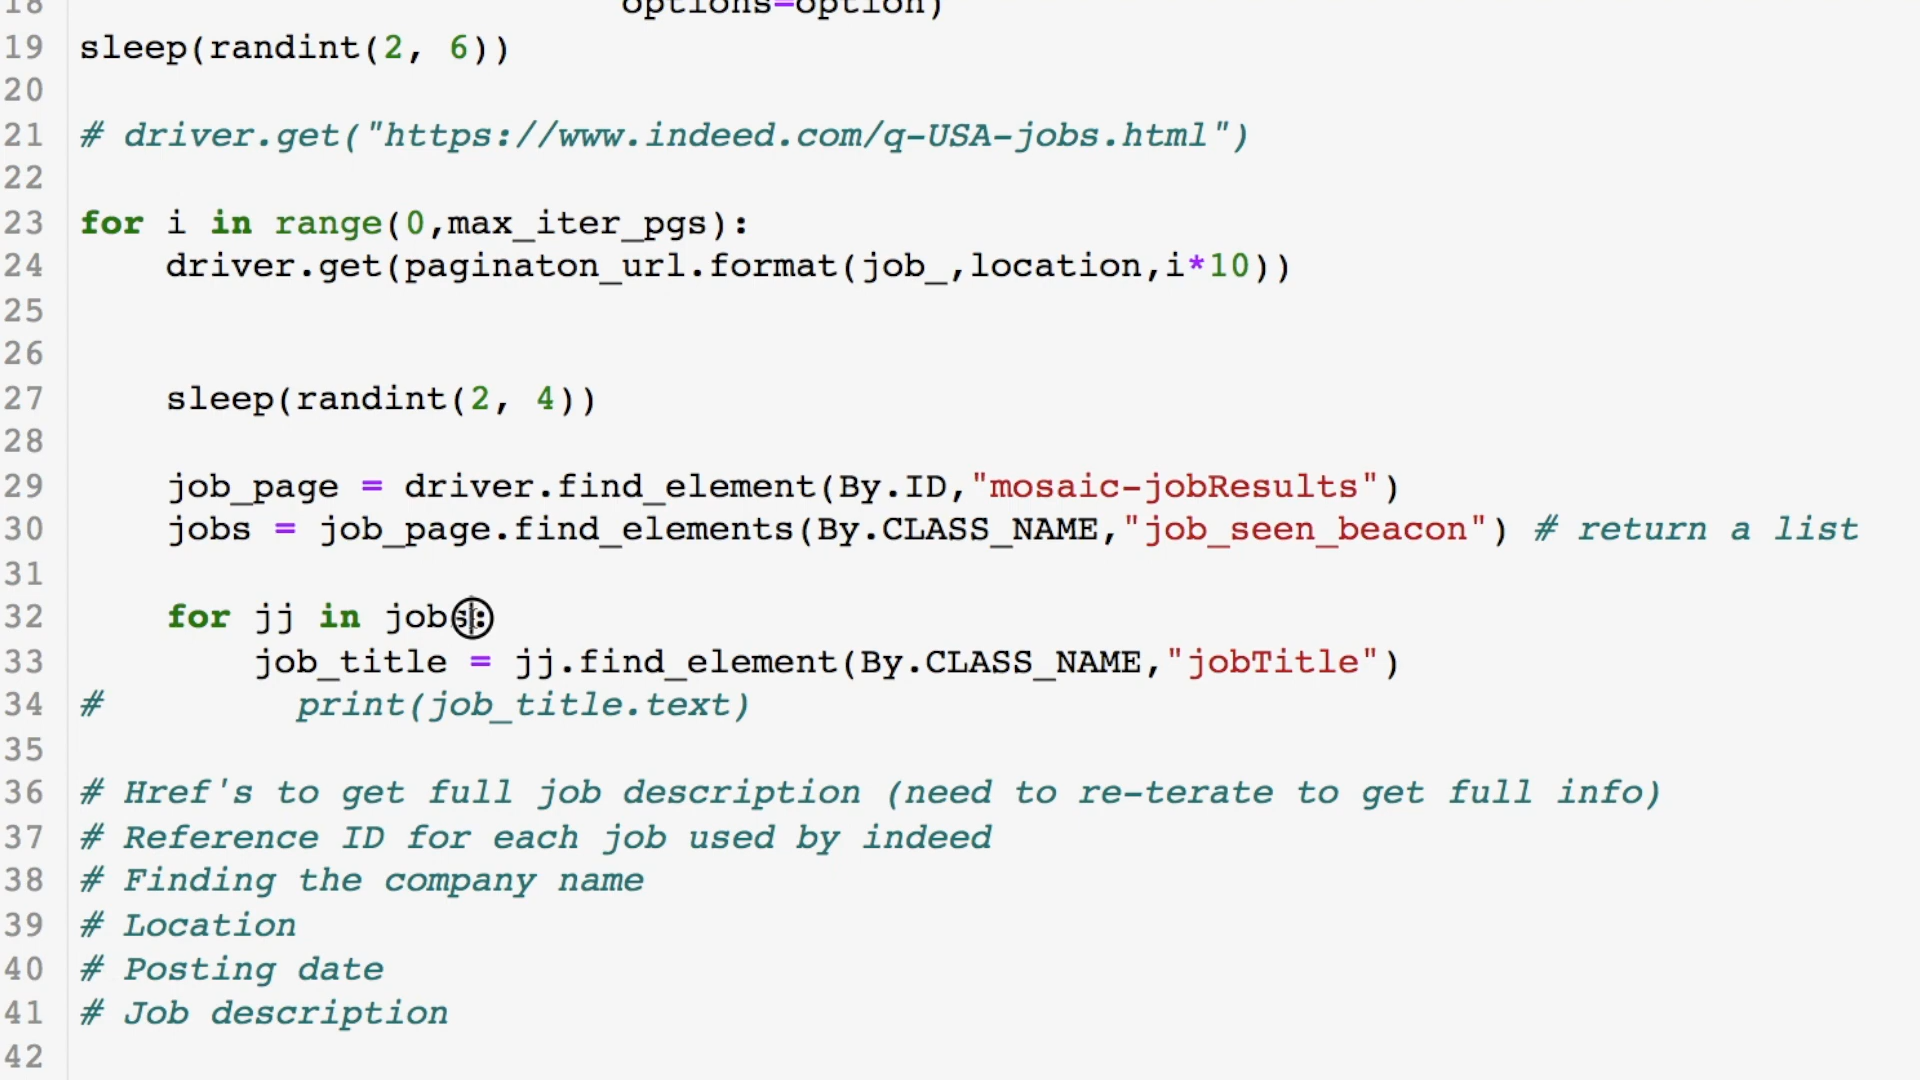 18 options=option)
19 sleep(randint(2, 6))
20
21 # driver.get("https://www.indeed.com/q-USA-jobs.html")
22
23 for i in range(0,max_iter_pgs):
24     driver.get(paginaton_url.format(job_,location,i*10))
25
26
27     sleep(randint(2, 4))
28
29     job_page = driver.find_element(By.ID,"mosaic-jobResults")
30     jobs = job_page.find_elements(By.CLASS_NAME,"job_seen_beacon") # return a list
31
32     for jj in jobs:
33         job_title = jj.find_element(By.CLASS_NAME,"jobTitle")
34 #         print(job_title.text)
35
36 # Href's to get full job description (need to re-terate to get full info)
37 # Reference ID for each job used by indeed
38 # Finding the company name
39 # Location
40 # Posting date
41 # Job description
42